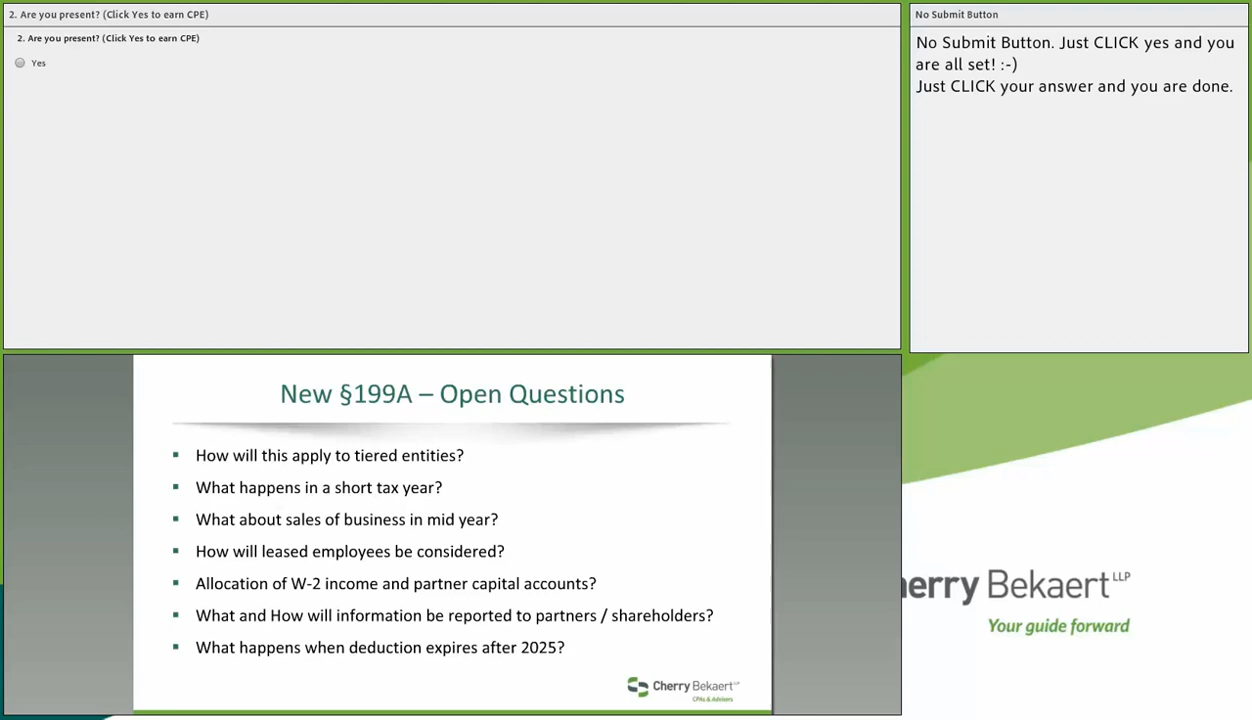 2. Are you present? (Click Yes to earn CPE)
2. Are you present? (Click Yes to earn CPE)
Yes
No Submit Button
No Submit Button. Just CLICK yes and you
are all set! :-)
Just CLICK your answer and you are done.
New §199A – Open Questions
▪ How will this apply to tiered entities?
▪ What happens in a short tax year?
▪ What about sales of business in mid year?
▪ How will leased employees be considered?
▪ Allocation of W-2 income and partner capital accounts?
▪ What and How will information be reported to partners / shareholders?
▪ What happens when deduction expires after 2025?
Cherry Bekaert LLP
CPAs & Advisors
herry Bekaert LLP
Your guide forward